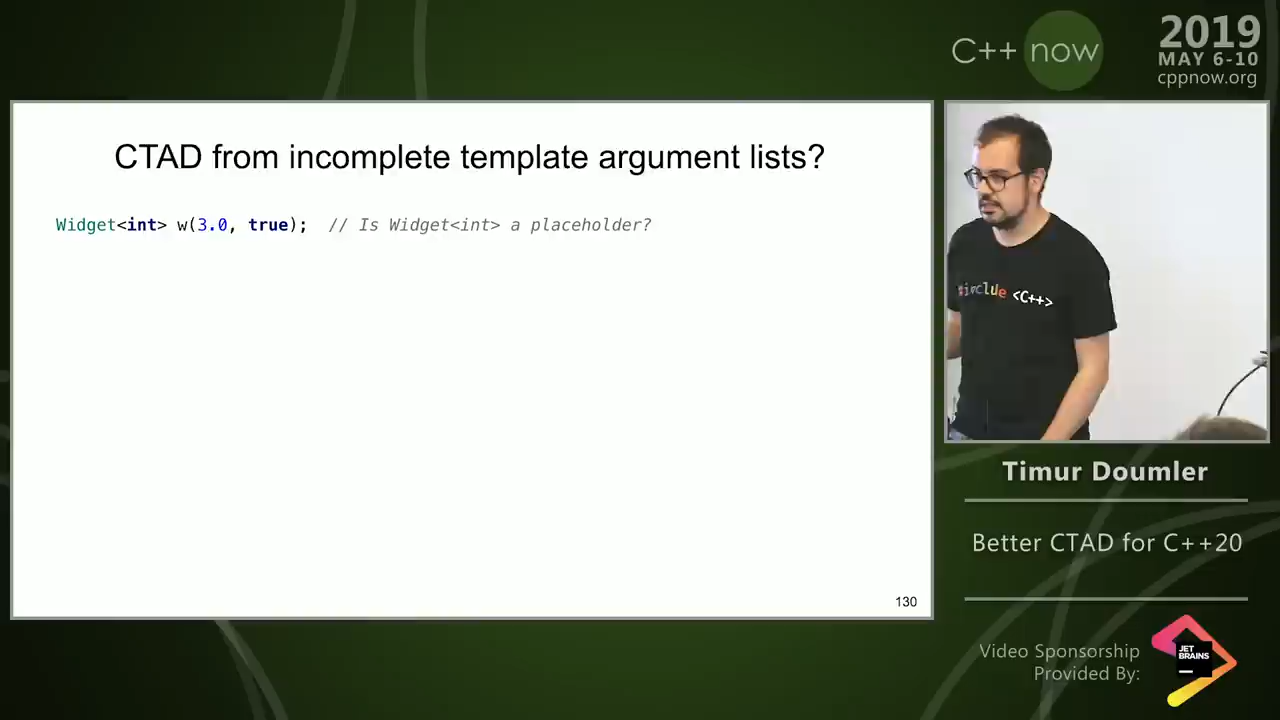 C++ now
2019
MAY 6-10
cppnow.org
CTAD from incomplete template argument lists?
Widget<int> w(3.0, true);  // Is Widget<int> a placeholder?
130
#include <C++>
Timur Doumler
Better CTAD for C++20
Video Sponsorship
Provided By:
JET
BRAINS